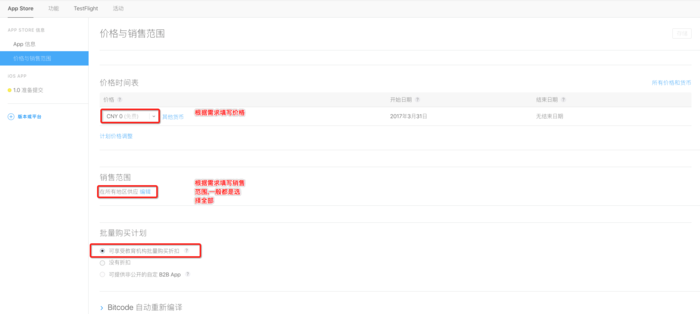 App Store 功能 TestFlight 活动
APP STORE 信息
App 信息
价格与销售范围
IOS APP
1.0 准备提交
版本或平台
价格与销售范围
价格时间表
所有价格和货币
价格 ? 开始日期 ? 结束日期 ?
CNY 0 (免费) 其他货币 2017年3月31日 无结束日期
根据需求填写价格
计划价格调整
销售范围
在所有地区供应 编辑
根据需求填写销售
范围,一般都是选
择全部
批量购买计划
可享受教育机构批量购买折扣 ?
没有折扣
可提供非公开的指定 B2B App ?
Bitcode 自动重新编译